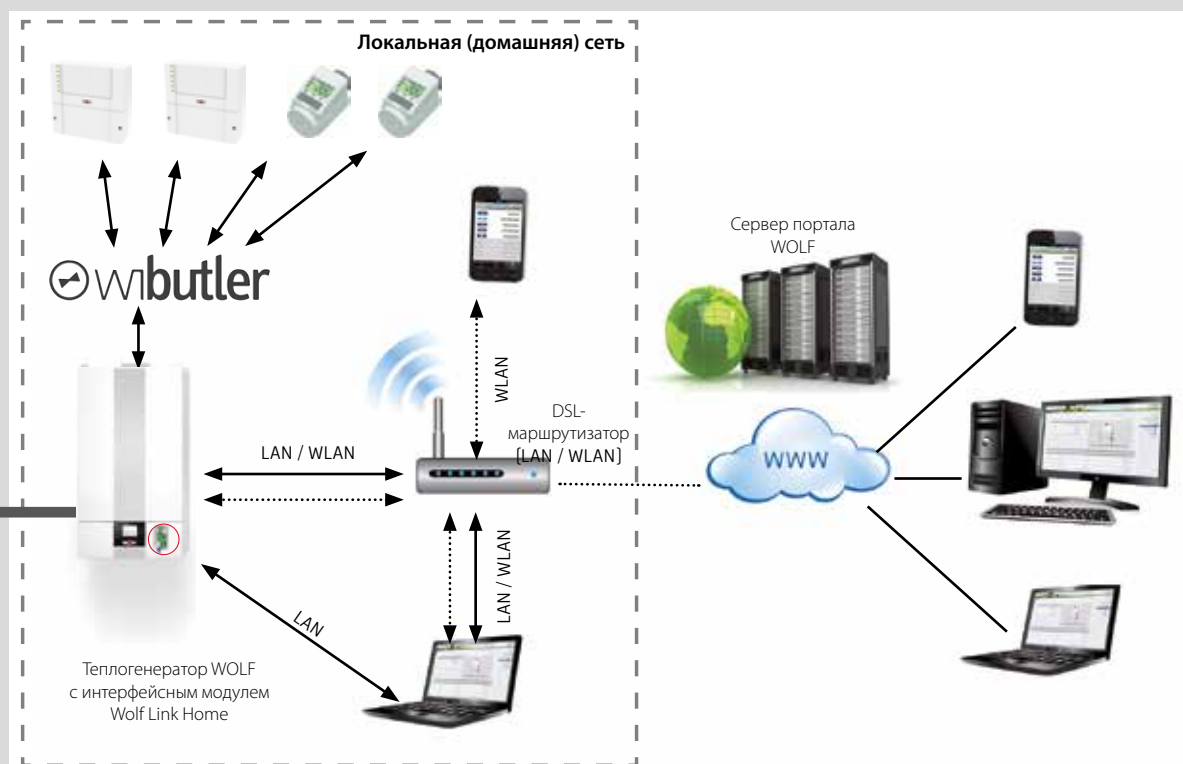 Локальная (домашняя) сеть
wibutler
Сервер портала
WOLF
WLAN
DSL-
маршрутизатор
(LAN / WLAN)
LAN / WLAN
www
LAN / WLAN
LAN
Теплогенератор WOLF
с интерфейсным модулем
Wolf Link Home